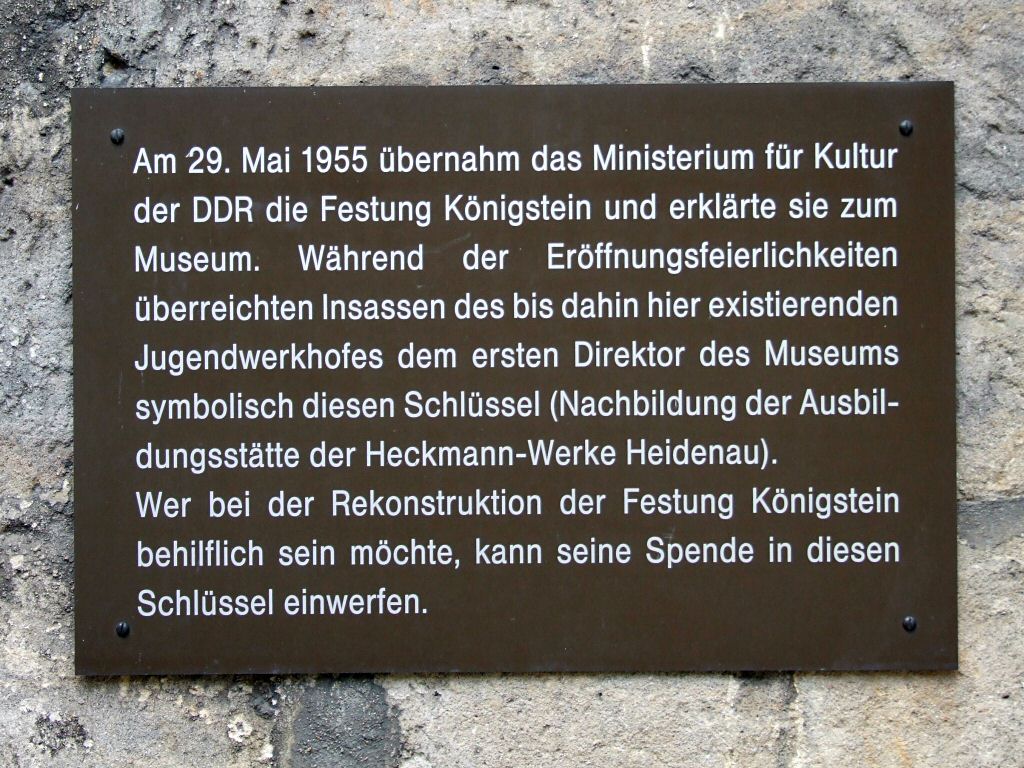 Am 29. Mai 1955 übernahm das Ministerium für Kultur
der DDR die Festung Königstein und erklärte sie zum
Museum. Während der Eröffnungsfeierlichkeiten
überreichten Insassen des bis dahin hier existierenden
Jugendwerkhofes dem ersten Direktor des Museums
symbolisch diesen Schlüssel (Nachbildung der Ausbil-
dungsstätte der Heckmann-Werke Heidenau).
Wer bei der Rekonstruktion der Festung Königstein
behilflich sein möchte, kann seine Spende in diesen
Schlüssel einwerfen.